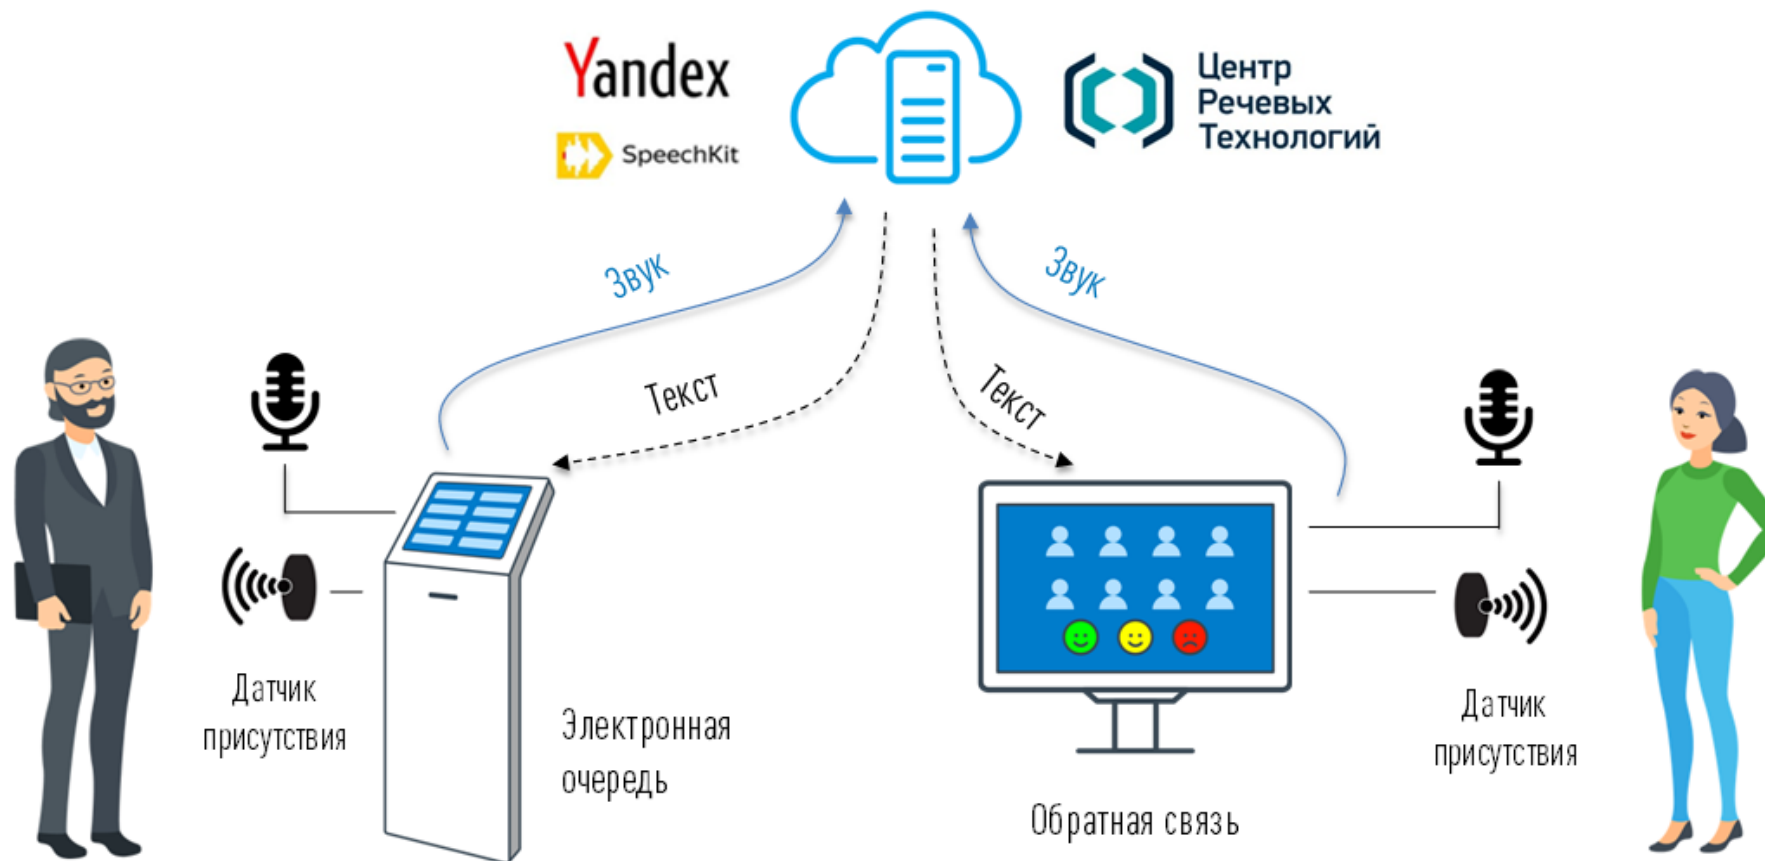 Yandex
SpeechKit
Центр
Речевых
Технологий
Звук
Звук
Текст
Текст
Датчик
присутствия
Электронная
очередь
Обратная связь
Датчик
присутствия